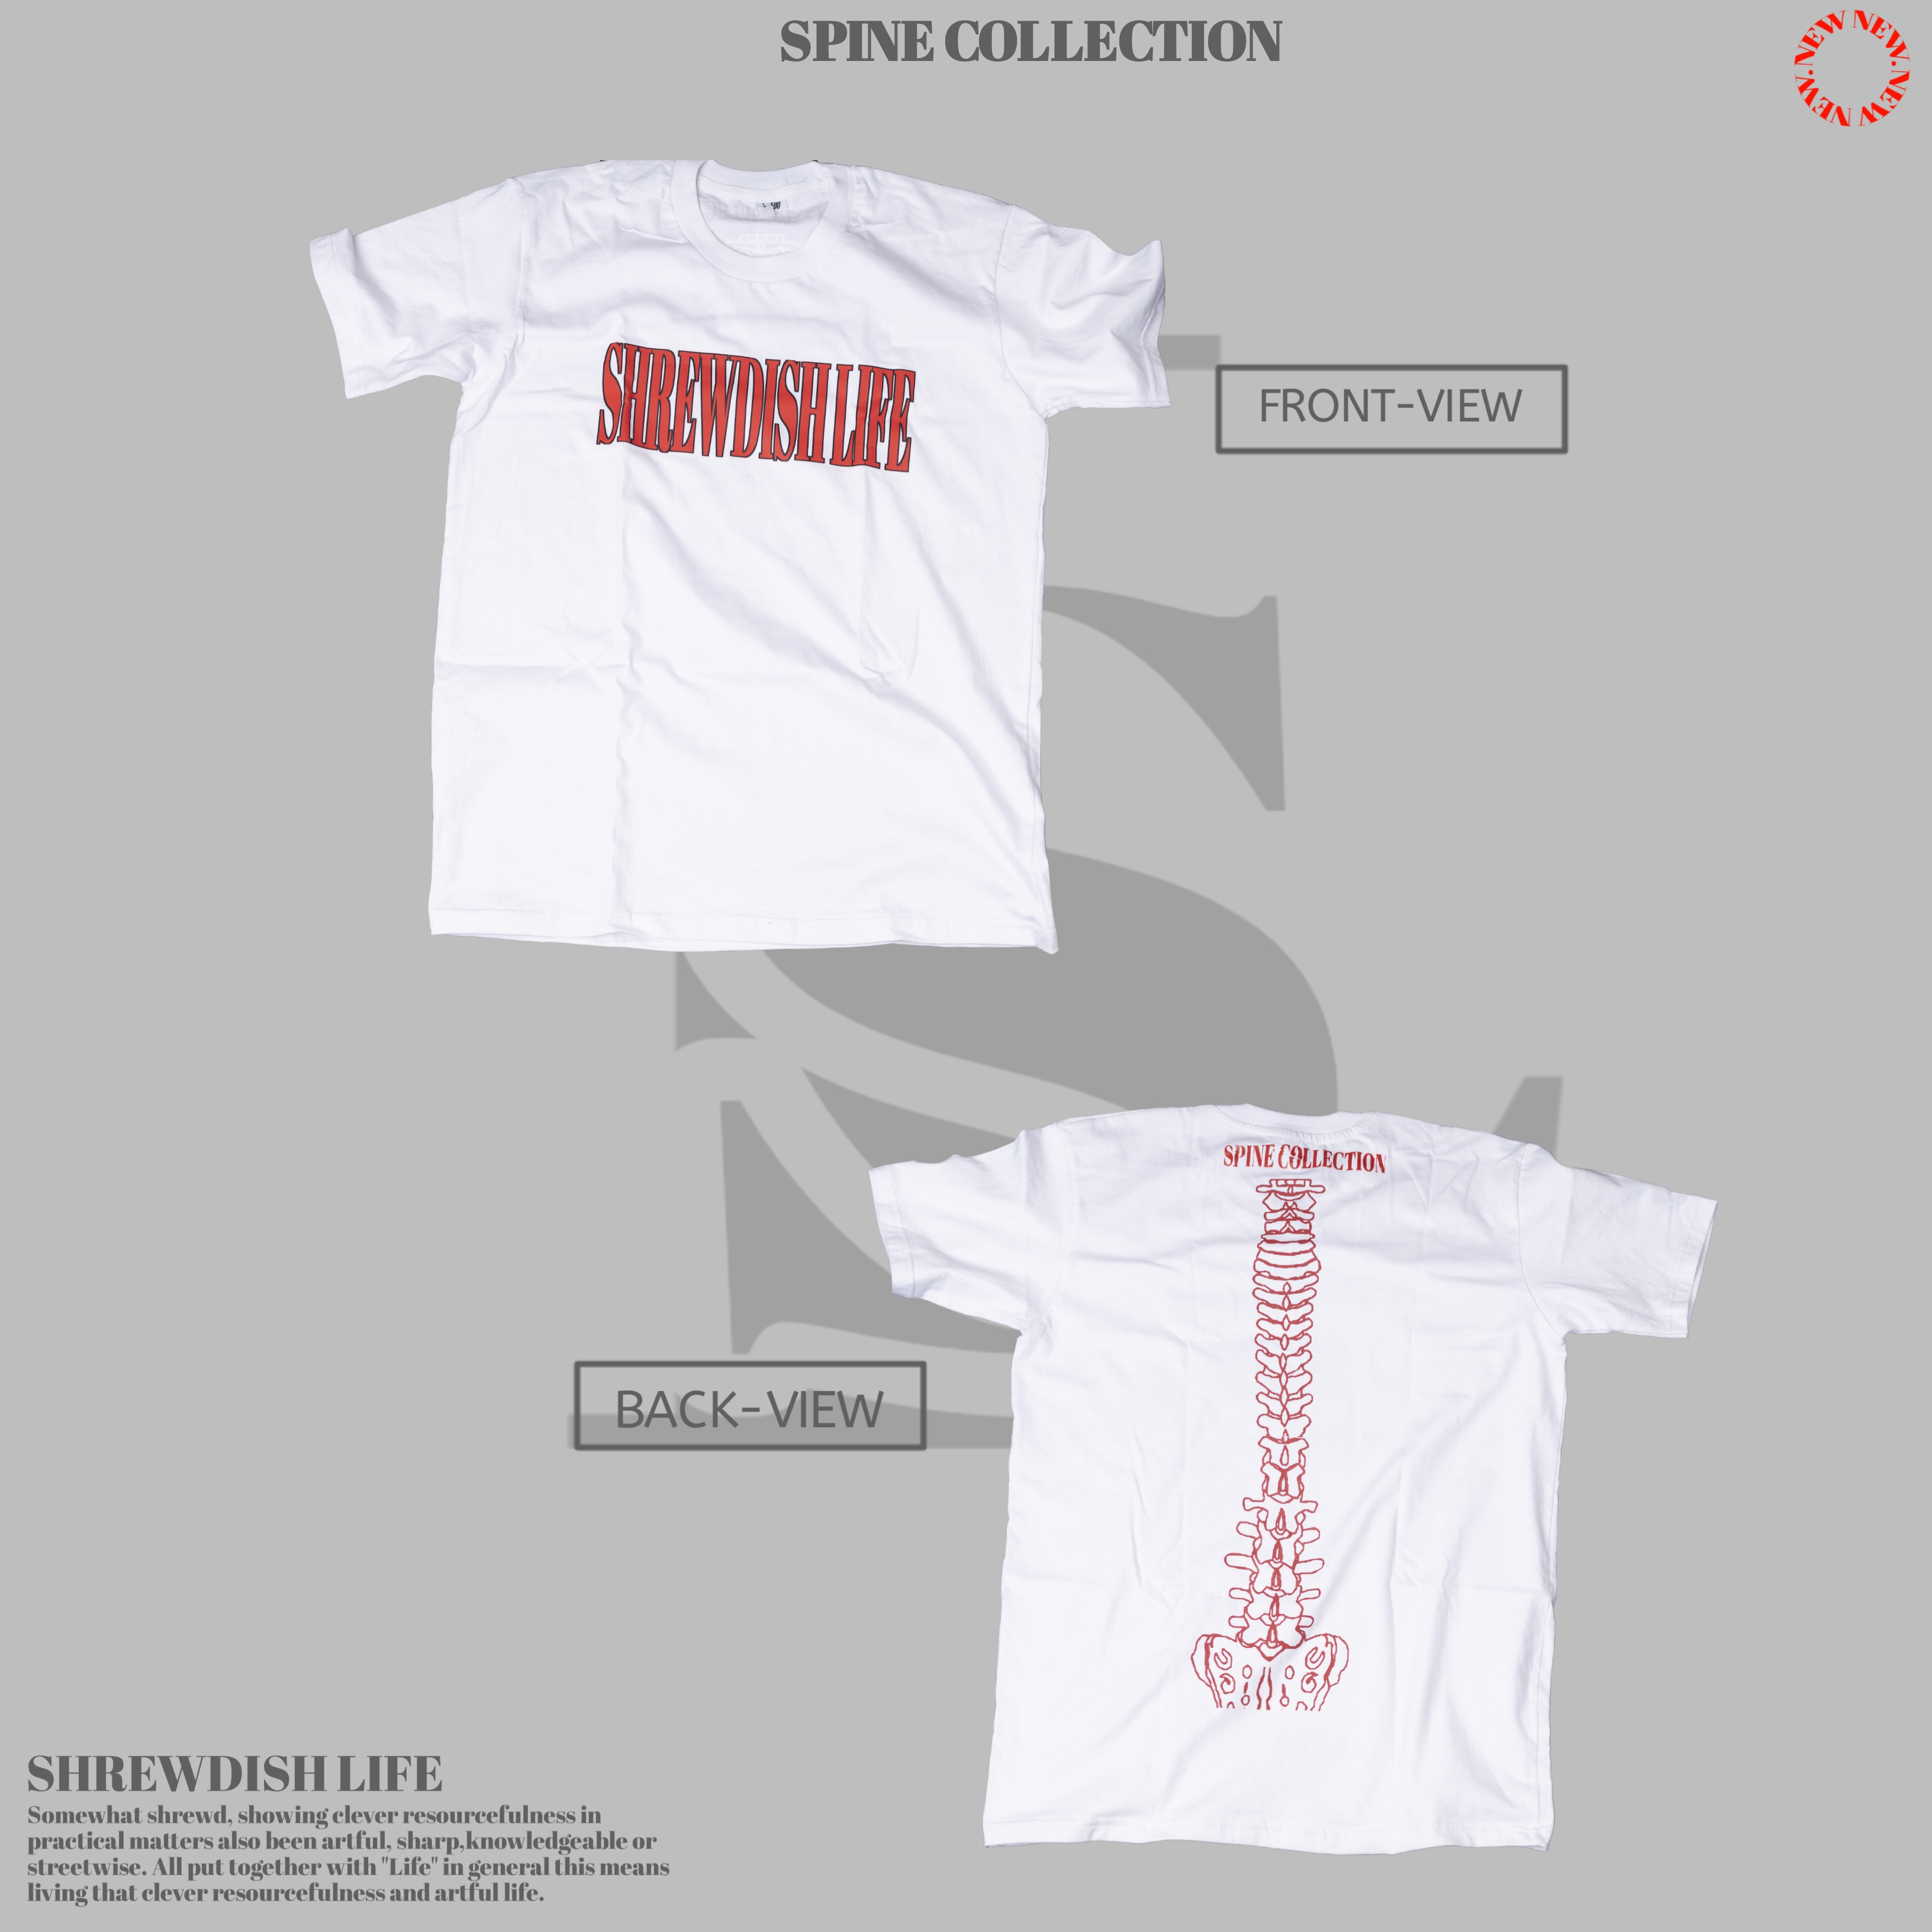 SPINE COLLECTION
NEW NEW. NEW NEW. NEW
SHREWDISH LIFE
FRONT-VIEW
SPINE COLLECTION
BACK-VIEW
SHREWDISH LIFE
Somewhat shrewd, showing clever resourcefulness in
practical matters also been artful, sharp,knowledgeable or
streetwise. All put together with "Life" in general this means
living that clever resourcefulness and artful life.